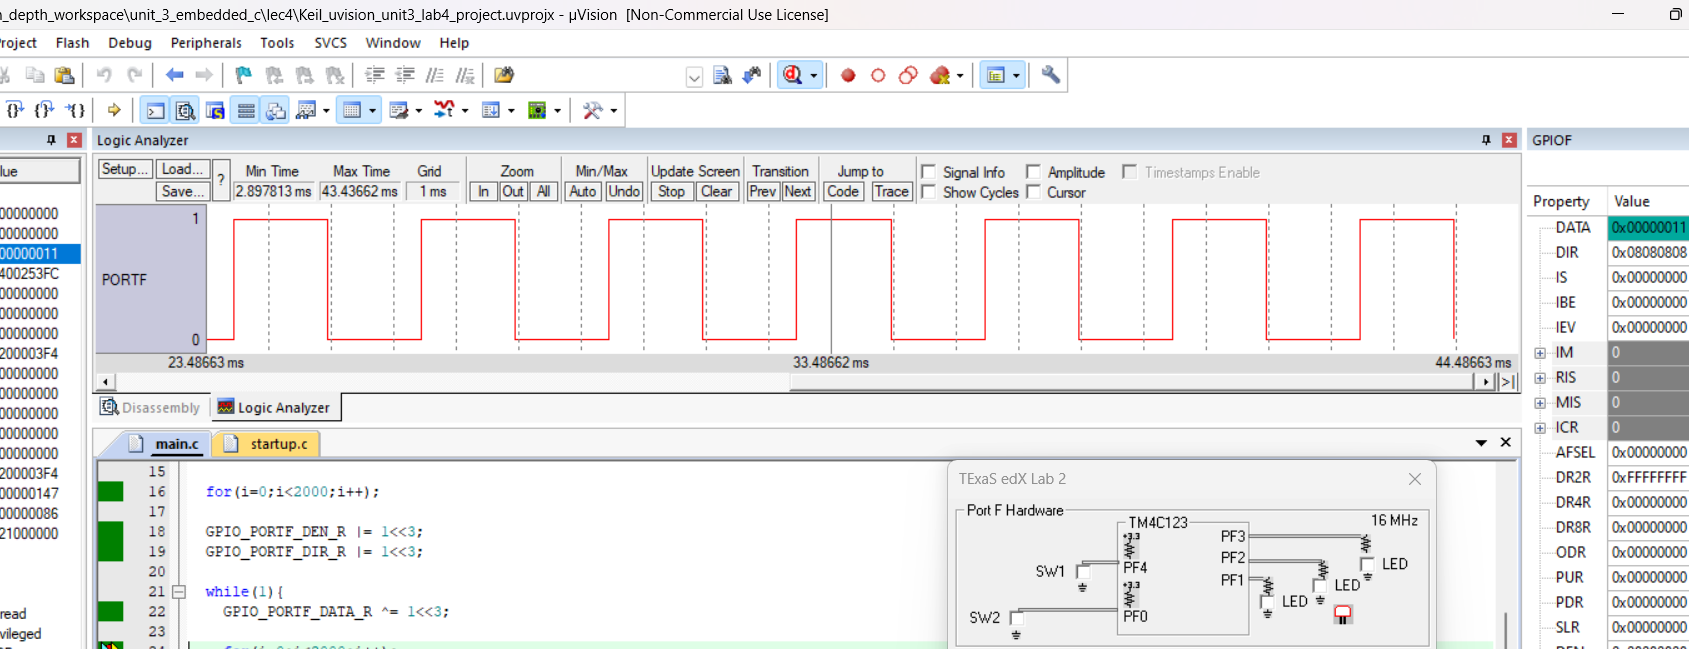 n_depth_workspace\unit_3_embedded_c\lec4\Keil_uvision_unit3_lab4_project.uvprojx - µVision [Non-Commercial Use License]
roject Flash Debug Peripherals Tools SVCS Window Help
Logic Analyzer
GPIOF
Setup... Load... Save... ?
Min Time Max Time Grid Zoom Min/Max Update Screen Transition Jump to Signal Info Amplitude Timestamps Enable
2.897813 ms 43.43662 ms 1 ms In Out All Auto Undo Stop Clear Prev Next Code Trace Show Cycles Cursor
1
PORTF
0
23.48663 ms 33.48662 ms 44.48663 ms
Disassembly Logic Analyzer
main.c startup.c
15
16 for(i=0;i<2000;i++);
17
18 GPIO_PORTF_DEN_R |= 1<<3;
19 GPIO_PORTF_DIR_R |= 1<<3;
20
21 while(1){
22 GPIO_PORTF_DATA_R ^= 1<<3;
23
TExaS edX Lab 2
Port F Hardware
TM4C123
16 MHz
+3.3
PF3
PF2
PF1
SW1
PF4
+3.3
SW2
PF0
LED
LED
LED
lue
00000000
00000000
00000011
400253FC
00000000
00000000
00000000
200003F4
00000000
00000000
00000000
00000000
00000000
200003F4
00000147
00000086
21000000
read
vileged
Property Value
DATA 0x00000011
DIR 0x08080808
IS 0x00000000
IBE 0x00000000
IEV 0x00000000
IM 0
RIS 0
MIS 0
ICR 0
AFSEL 0x00000000
DR2R 0xFFFFFFFF
DR4R 0x00000000
DR8R 0x00000000
ODR 0x00000000
PUR 0x00000000
PDR 0x00000000
SLR 0x00000000